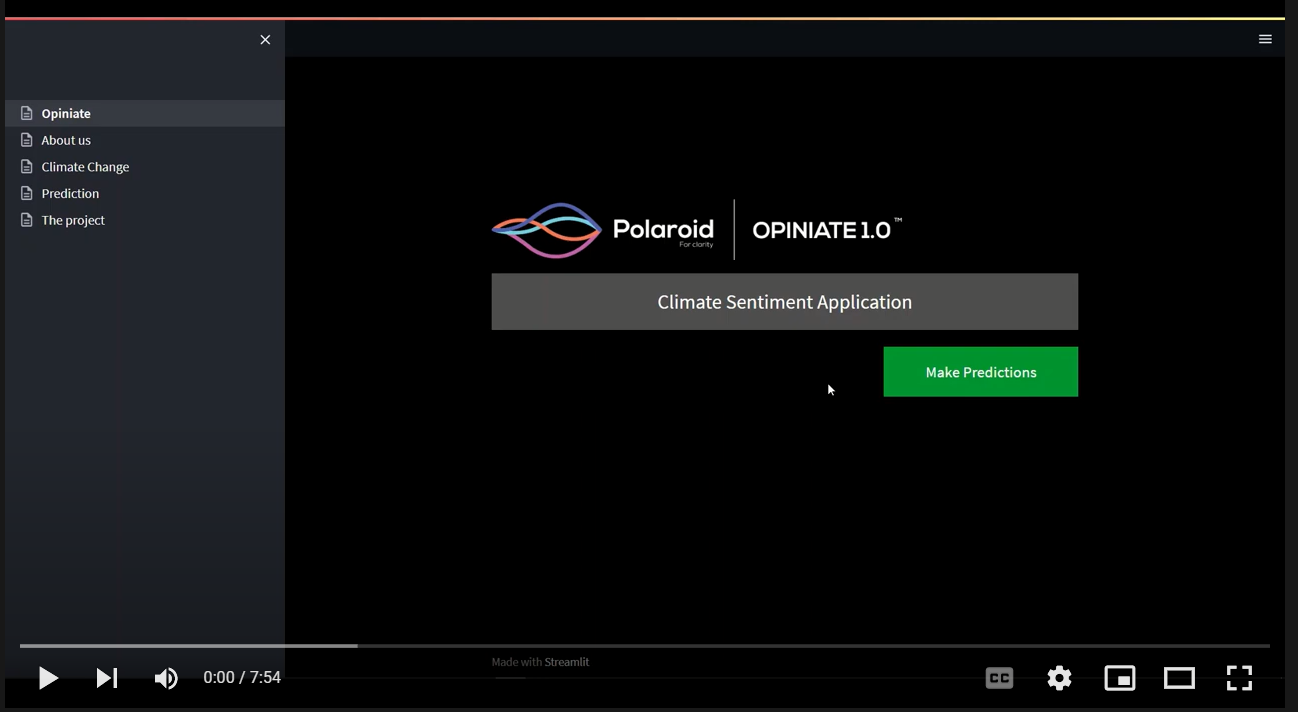 Opiniate
About us
Climate Change
Prediction
The project
Polaroid
For clarity
OPINIATE 1.0™
Climate Sentiment Application
Make Predictions
Made with Streamlit
0:00 / 7:54
CC